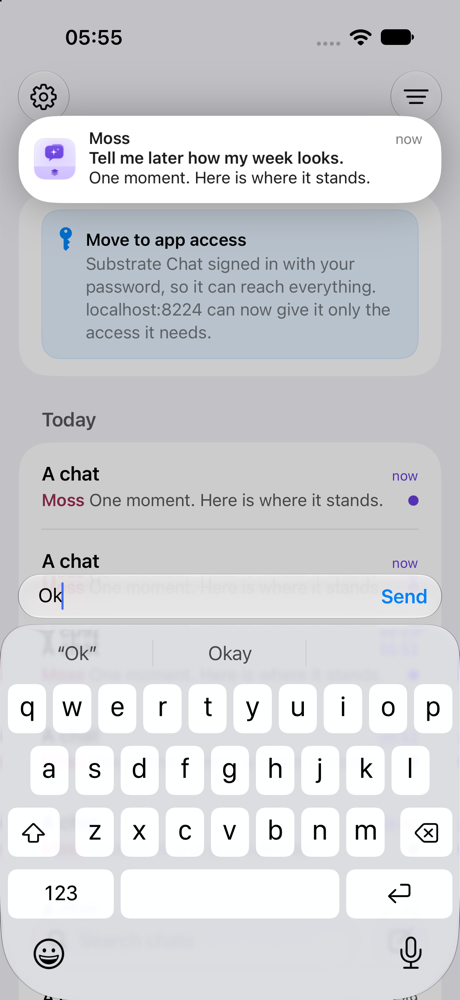 05:55
Moss
now
Tell me later how my week looks.
One moment. Here is where it stands.
Move to app access
Substrate Chat signed in with your
password, so it can reach everything.
localhost:8224 can now give it only the
access it needs.
Today
A chat
now
Moss One moment. Here is where it stands.
A chat
now
Ok
Send
“Ok”
Okay
q w e r t y u i o p
a s d f g h j k l
z x c v b n m
123